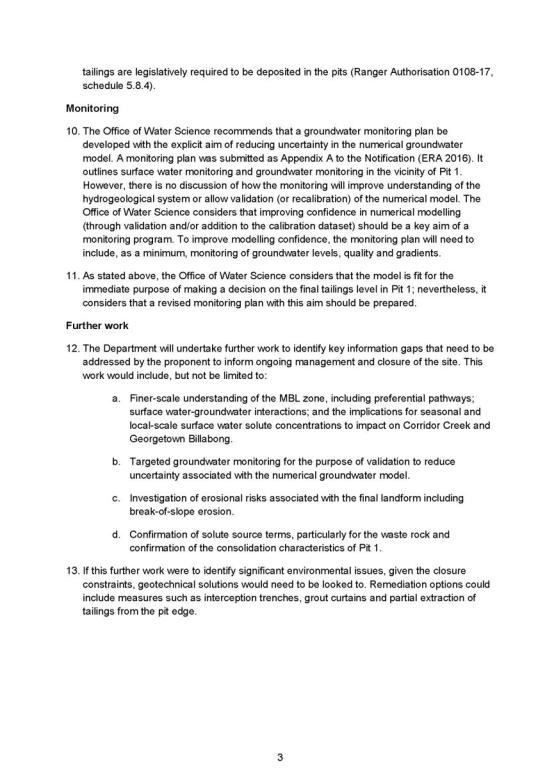 tailings are legislatively required to be deposited in the pits (Ranger Authorisation 0108-17,
schedule 5.8.4).
Monitoring
10. The Office of Water Science recommends that a groundwater monitoring plan be
developed with the explicit aim of reducing uncertainty in the numerical groundwater
model. A monitoring plan was submitted as Appendix A to the Notification (ERA 2016). It
outlines surface water monitoring and groundwater monitoring in the vicinity of Pit 1.
However, there is no discussion of how the monitoring will improve understanding of the
hydrogeological system or allow validation (or recalibration) of the numerical model. The
Office of Water Science considers that improving confidence in numerical modelling
(through validation and/or addition to the calibration dataset) should be a key aim of a
monitoring program. To improve modelling confidence, the monitoring plan will need to
include, as a minimum, monitoring of groundwater levels, quality and gradients.
11. As stated above, the Office of Water Science considers that the model is fit for the
immediate purpose of making a decision on the final tailings level in Pit 1; nevertheless, it
considers that a revised monitoring plan with this aim should be prepared.
Further work
12. The Department will undertake further work to identify key information gaps that need to be
addressed by the proponent to inform ongoing management and closure of the site. This
work would include, but not be limited to:
a. Finer-scale understanding of the MBL zone, including preferential pathways;
surface water-groundwater interactions; and the implications for seasonal and
local-scale surface water solute concentrations to impact on Corridor Creek and
Georgetown Billabong.
b. Targeted groundwater monitoring for the purpose of validation to reduce
uncertainty associated with the numerical groundwater model.
c. Investigation of erosional risks associated with the final landform including
break-of-slope erosion.
d. Confirmation of solute source terms, particularly for the waste rock and
confirmation of the consolidation characteristics of Pit 1.
13. If this further work were to identify significant environmental issues, given the closure
constraints, geotechnical solutions would need to be looked to. Remediation options could
include measures such as interception trenches, grout curtains and partial extraction of
tailings from the pit edge.
3